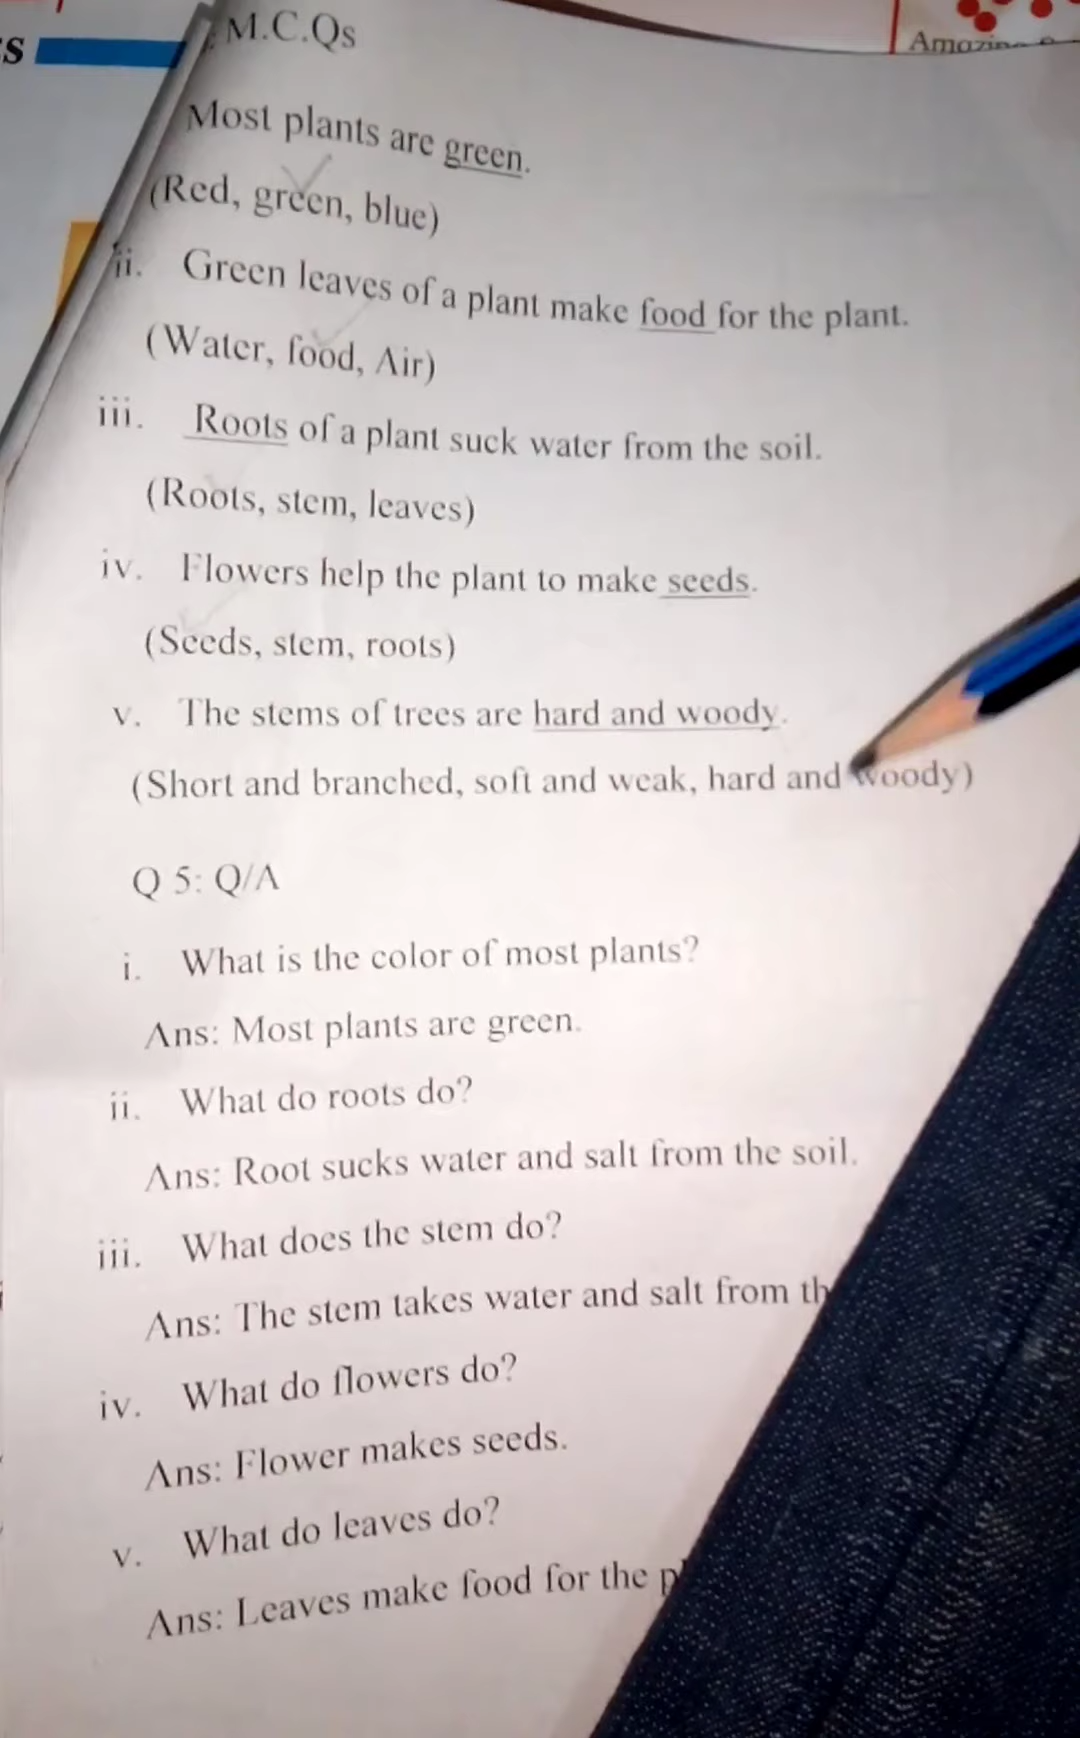 M.C.Qs
Most plants are green.
(Red, green, blue)
ii. Green leaves of a plant make food for the plant.
(Water, food, Air)
iii. Roots of a plant suck water from the soil.
(Roots, stem, leaves)
iv. Flowers help the plant to make seeds.
(Seeds, stem, roots)
v. The stems of trees are hard and woody.
(Short and branched, soft and weak, hard and woody)
Q 5: Q/A
i. What is the color of most plants?
Ans: Most plants are green.
ii. What do roots do?
Ans: Root sucks water and salt from the soil.
iii. What does the stem do?
Ans: The stem takes water and salt from
iv. What do flowers do?
Ans: Flower makes seeds.
v. What do leaves do?
Ans: Leaves make food for the